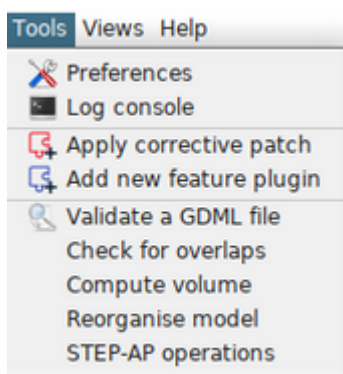 Tools Views Help
Preferences
Log console
Apply corrective patch
Add new feature plugin
Validate a GDML file
Check for overlaps
Compute volume
Reorganise model
STEP-AP operations